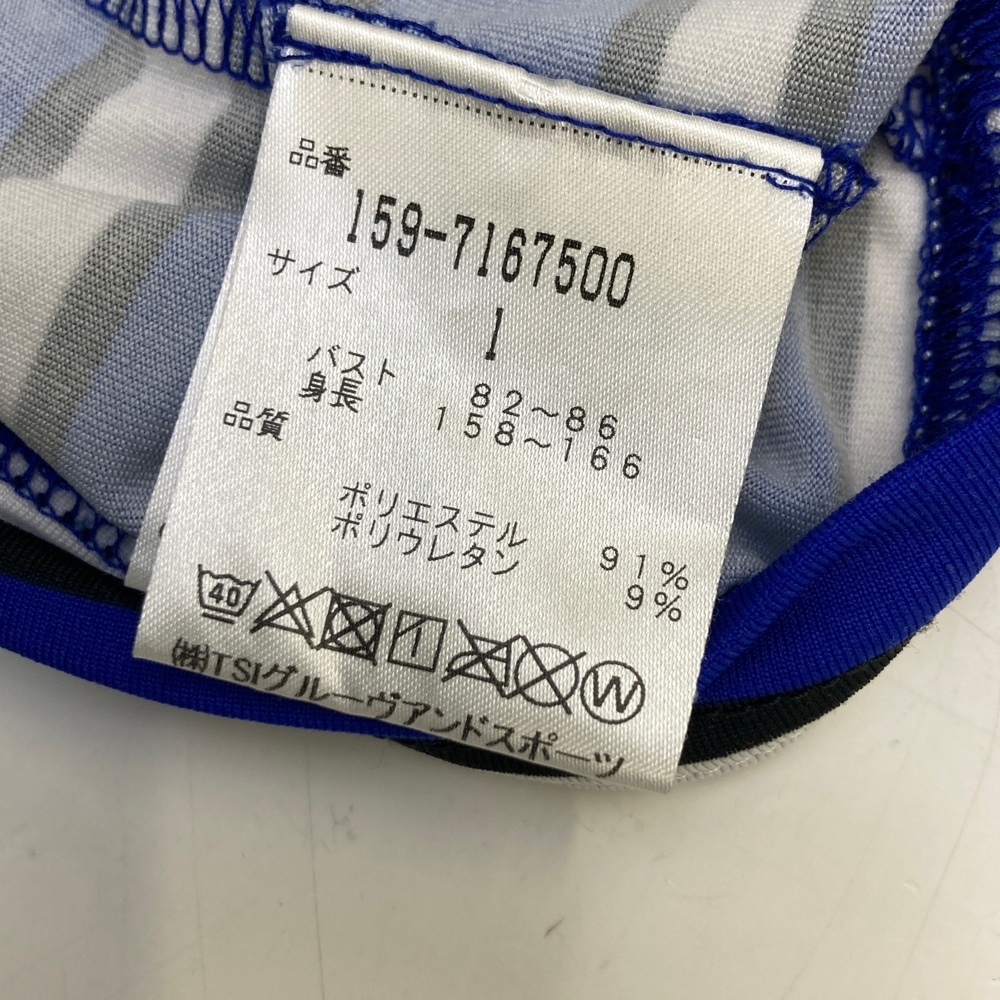 品番
159-7167500
サイズ
1
バスト 82~86
身長 158~166
品質
ポリエステル 91%
ポリウレタン 9%
40 W
(株)TSIグルーヴアンドスポーツ